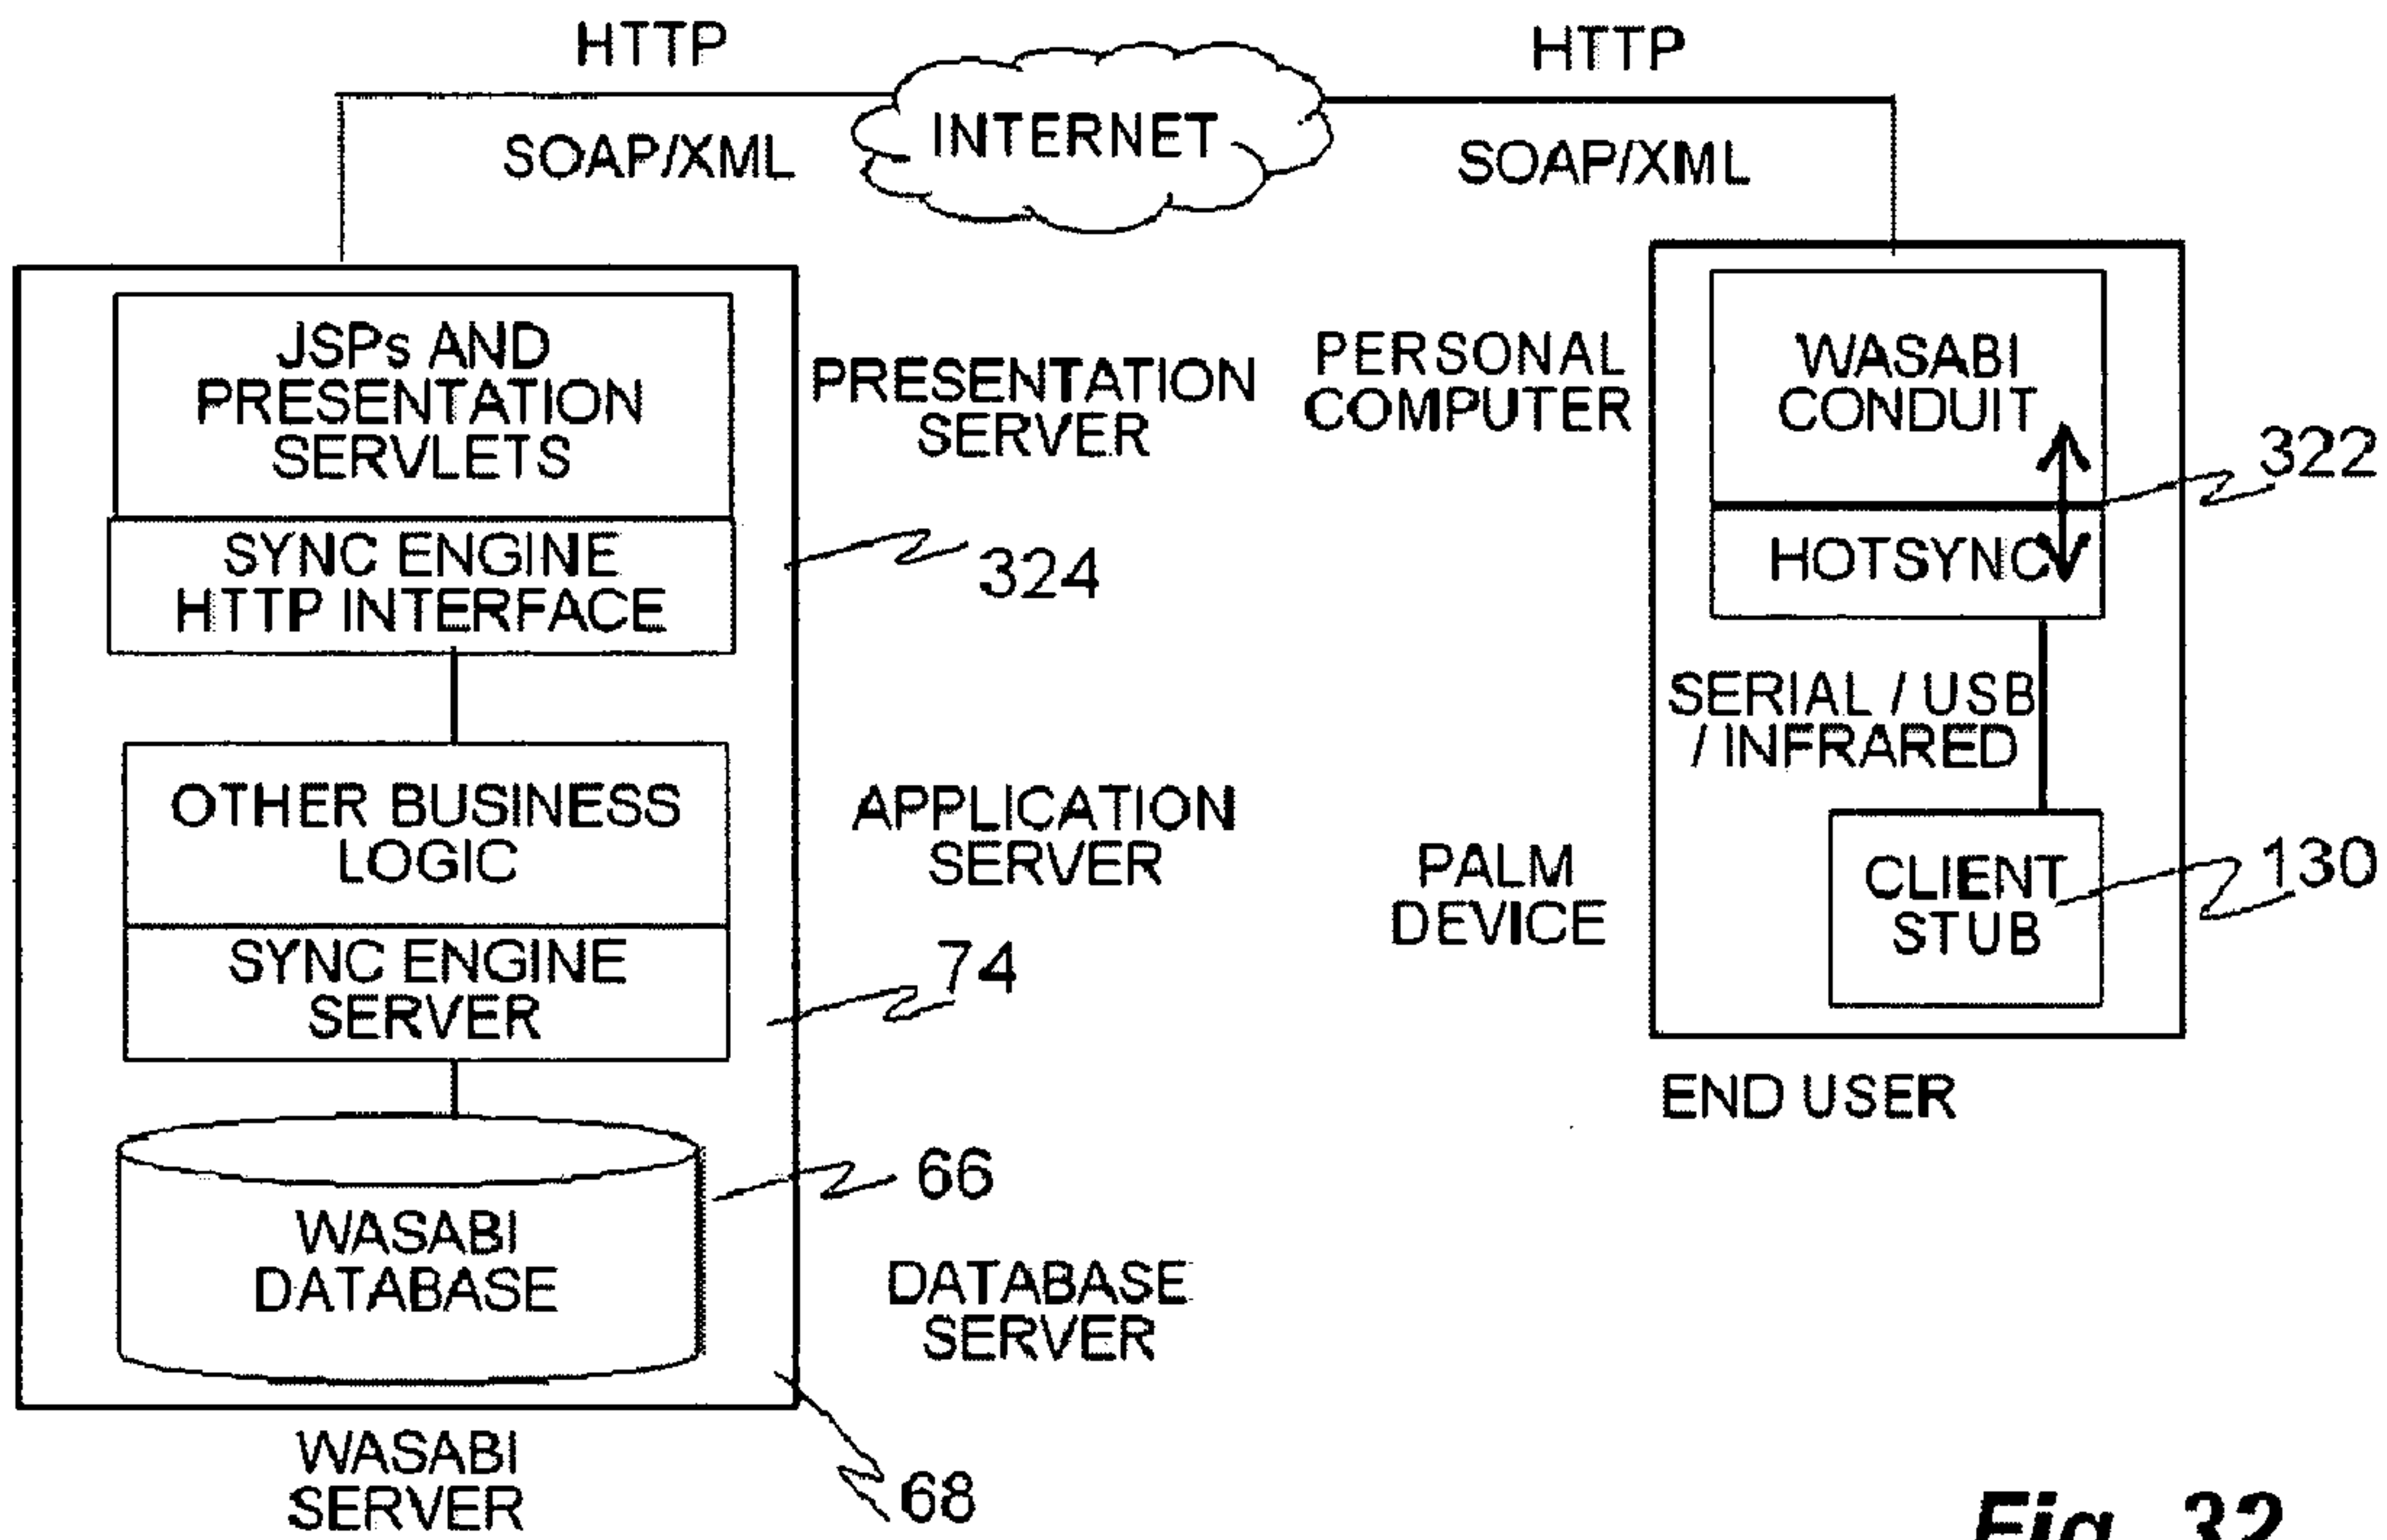 HTTP
SOAP/XML
INTERNET
HTTP
SOAP/XML
JSPs AND
PRESENTATION
SERVLETS
SYNC ENGINE
HTTP INTERFACE
PRESENTATION
SERVER
324
OTHER BUSINESS
LOGIC
SYNC ENGINE
SERVER
APPLICATION
SERVER
74
WASABI
DATABASE
66
DATABASE
SERVER
68
WASABI
SERVER
PERSONAL
COMPUTER
WASABI
CONDUIT
322
HOTSYNC
SERIAL / USB
/ INFRARED
PALM
DEVICE
CLIENT
STUB
130
END USER
Fig. 32